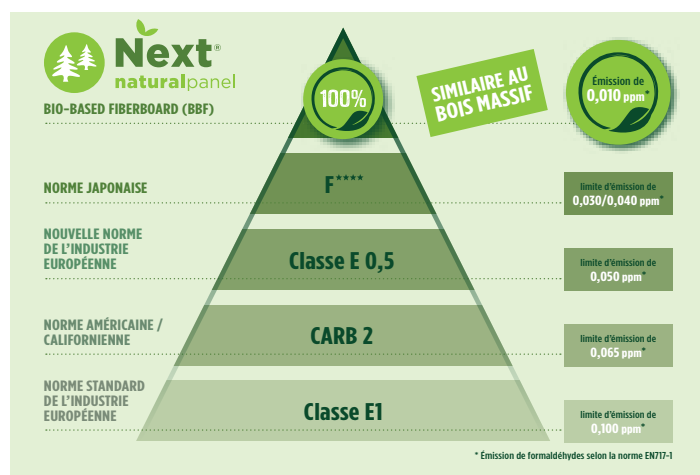 Next®
naturalpanel
BIO-BASED FIBERBOARD (BBF)
100%
SIMILAIRE AU
BOIS MASSIF
Émission de
0,010 ppm*
NORME JAPONAISE
F****
limite d'émission de
0,030/0,040 ppm*
NOUVELLE NORME
DE L'INDUSTRIE
EUROPÉENNE
Classe E 0,5
limite d'émission de
0,050 ppm*
NORME AMÉRICAINE /
CALIFORNIENNE
CARB 2
limite d'émission de
0,065 ppm*
NORME STANDARD
DE L'INDUSTRIE
EUROPÉENNE
Classe E1
limite d'émission de
0,100 ppm*
* Émission de formaldéhydes selon la norme EN717-1